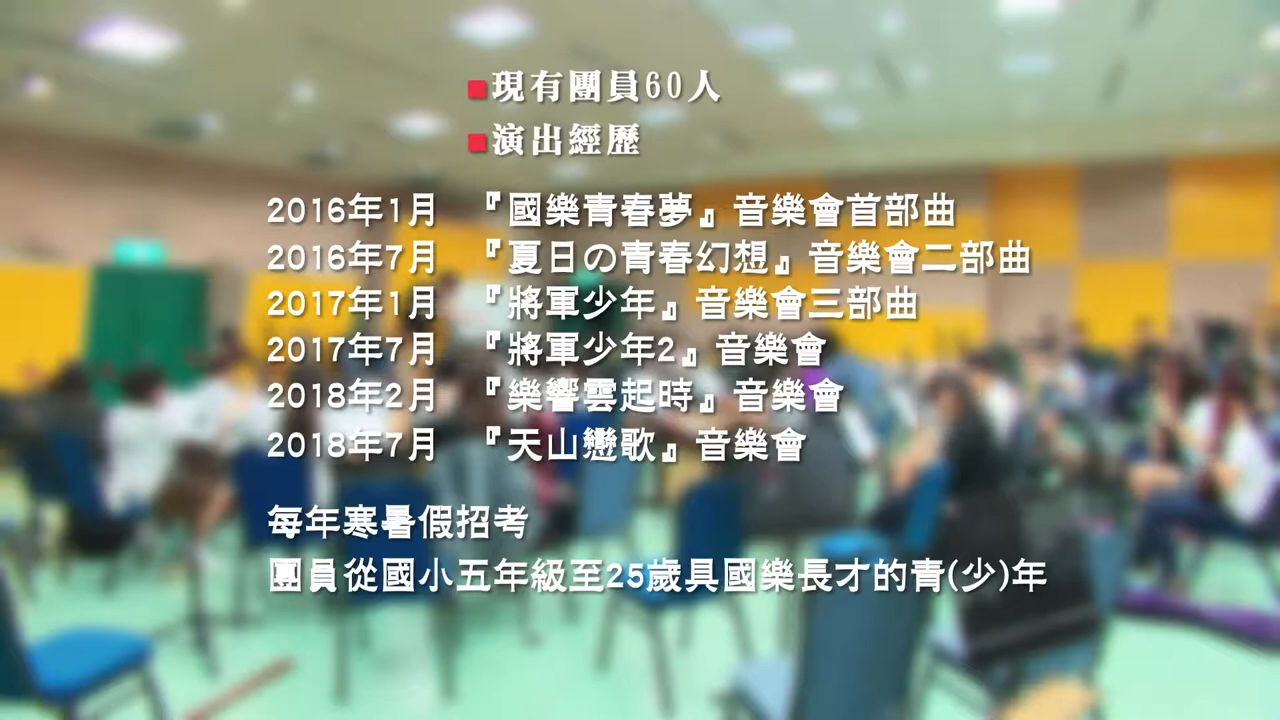 ■現有團員60人
■演出經歷
2016年1月 『國樂青春夢』音樂會首部曲
2016年7月 『夏日の青春幻想』音樂會二部曲
2017年1月 『將軍少年』音樂會三部曲
2017年7月 『將軍少年2』音樂會
2018年2月 『樂響雲起時』音樂會
2018年7月 『天山戀歌』音樂會
每年寒暑假招考
團員從國小五年級至25歲具國樂長才的青(少)年